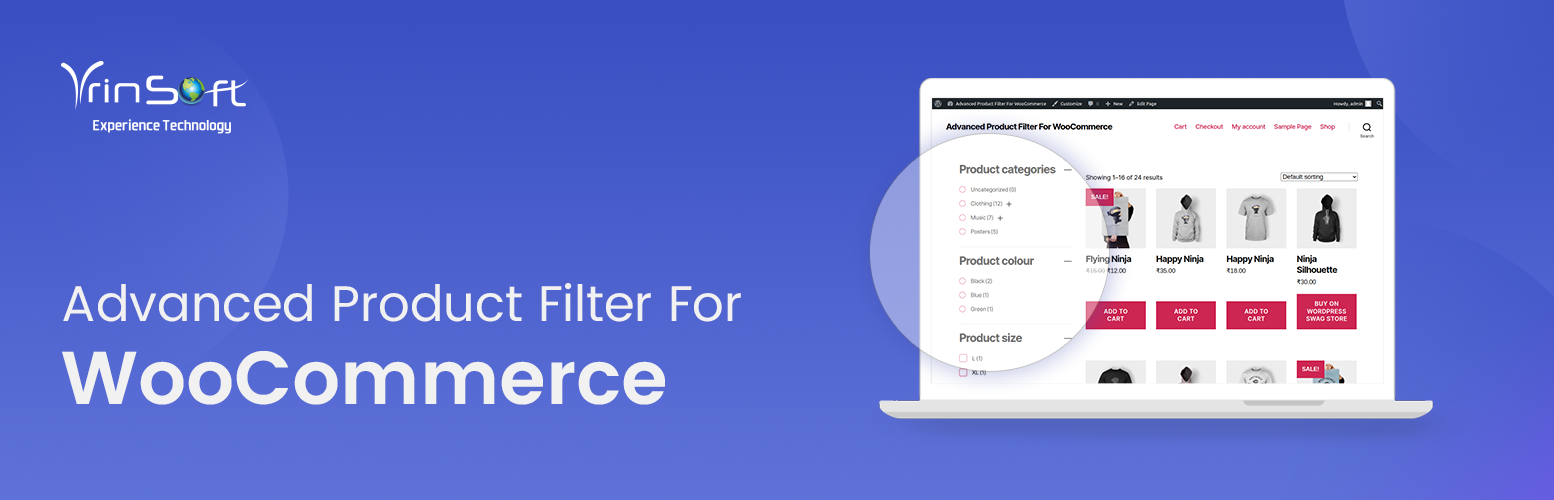 VrinSoft
Experience Technology
Advanced Product Filter For
WooCommerce
Advanced Product Filter For WooCommerce Customize 0 New Edit Page Howdy, admin
Advanced Product Filter For WooCommerce
Cart Checkout My account Sample Page Shop
Search
Product categories
Uncategorized (0)
Clothing (12) +
Music (7) +
Posters (5)
Product colour
Black (2)
Blue (1)
Green (1)
Product size
L (1)
XL (1)
Showing 1–16 of 24 results
Default sorting
SALE!
Flying Ninja
₹15.00 ₹12.00
ADD TO
CART
Happy Ninja
₹35.00
ADD TO
CART
Happy Ninja
₹18.00
ADD TO
CART
Ninja
Silhouette
₹30.00
BUY ON
WORDPRESS
SWAG STORE
SALE!